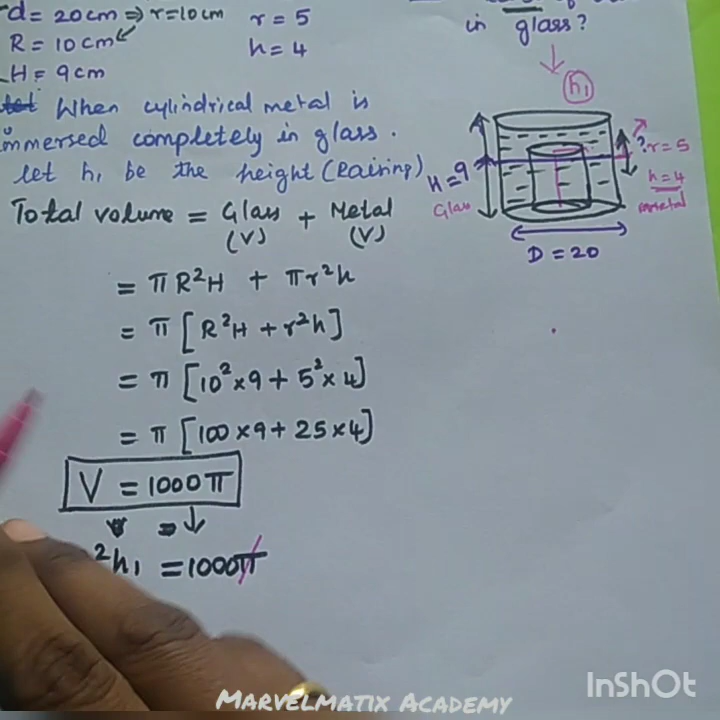 d = 20cm ⇒ r=10cm
R = 10cm
H = 9cm
r = 5
h = 4
in glass?
When cylindrical metal is
immersed completely in glass.
let h₁ be the height (Raising)
Total volume = Glass + Metal
(V) (V)
= πR²H + πr²h
= π [R²H + r²h]
= π [10²×9 + 5²×4]
= π [100×9 + 25×4]
V = 1000π
²h₁ = 1000π
h₁
H = 9
Glass
? r = 5
h = 4
metal
D = 20
InShOt
MARVELMATIX ACADEMY